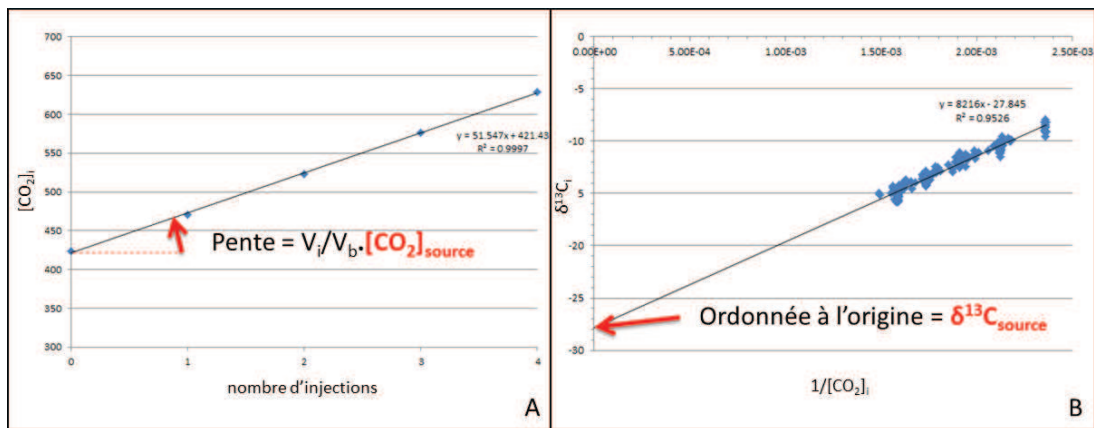 700
650
600
550
500
450
400
350
300
[CO₂]ᵢ
y = 51.547x + 421.43
R² = 0.9997
Pente = Vᵢ/V_b.[CO₂]source
0
1
2
3
4
nombre d'injections
A
0
0.00E+00
5.00E-04
1.00E-03
1.50E-03
2.00E-03
2.50E-03
-5
-10
-15
-20
-25
-30
δ¹³Cᵢ
y = 8216x - 27.845
R² = 0.9526
Ordonnée à l'origine = δ¹³Csource
1/[CO₂]ᵢ
B